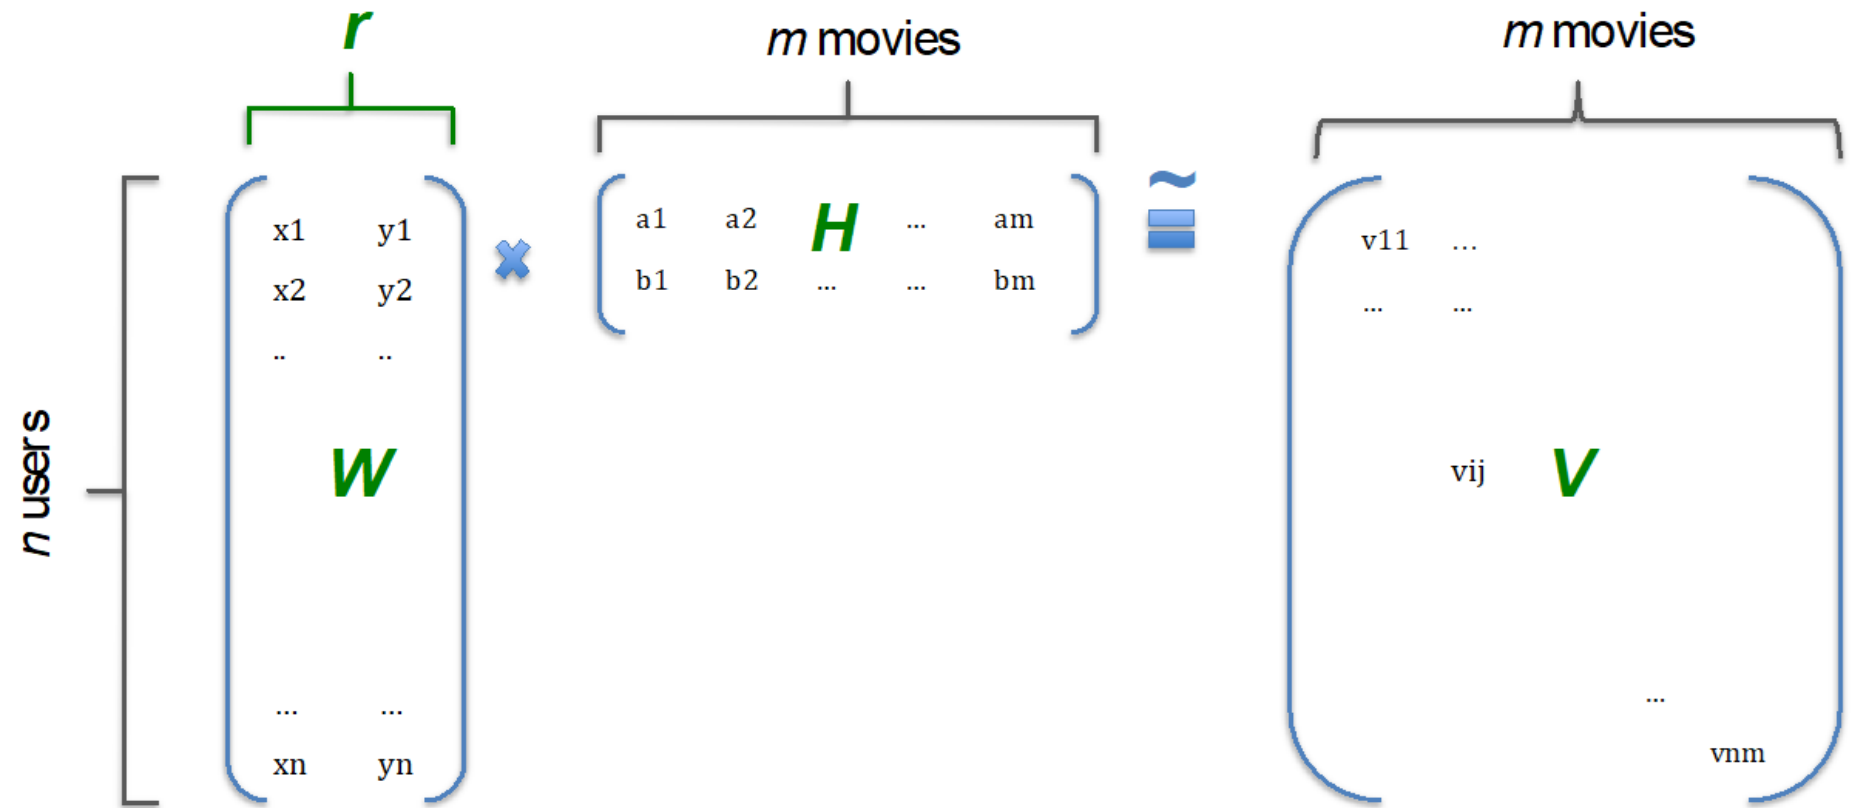 r
m movies
m movies
n users
x1 y1
x2 y2
.. ..
W
... ...
xn yn
a1 a2 H ... am
b1 b2 ... ... bm
≅
v11 ...
... ...
vij V
...
vnm